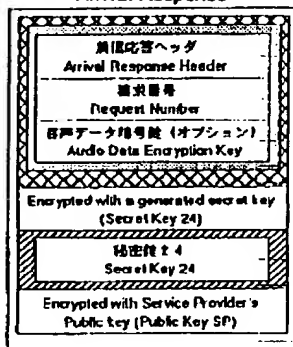 Arrival Response
着信応答ヘッダ
Arrival Response Header
請求番号
Request Number
音声データ暗号鍵 (オプション)
Audio Data Encryption Key
Encrypted with a generated secret key
(Secret Key 24)
秘密鍵24
Secret Key 24
Encrypted with Service Provider's
Public key (Public Key SP)